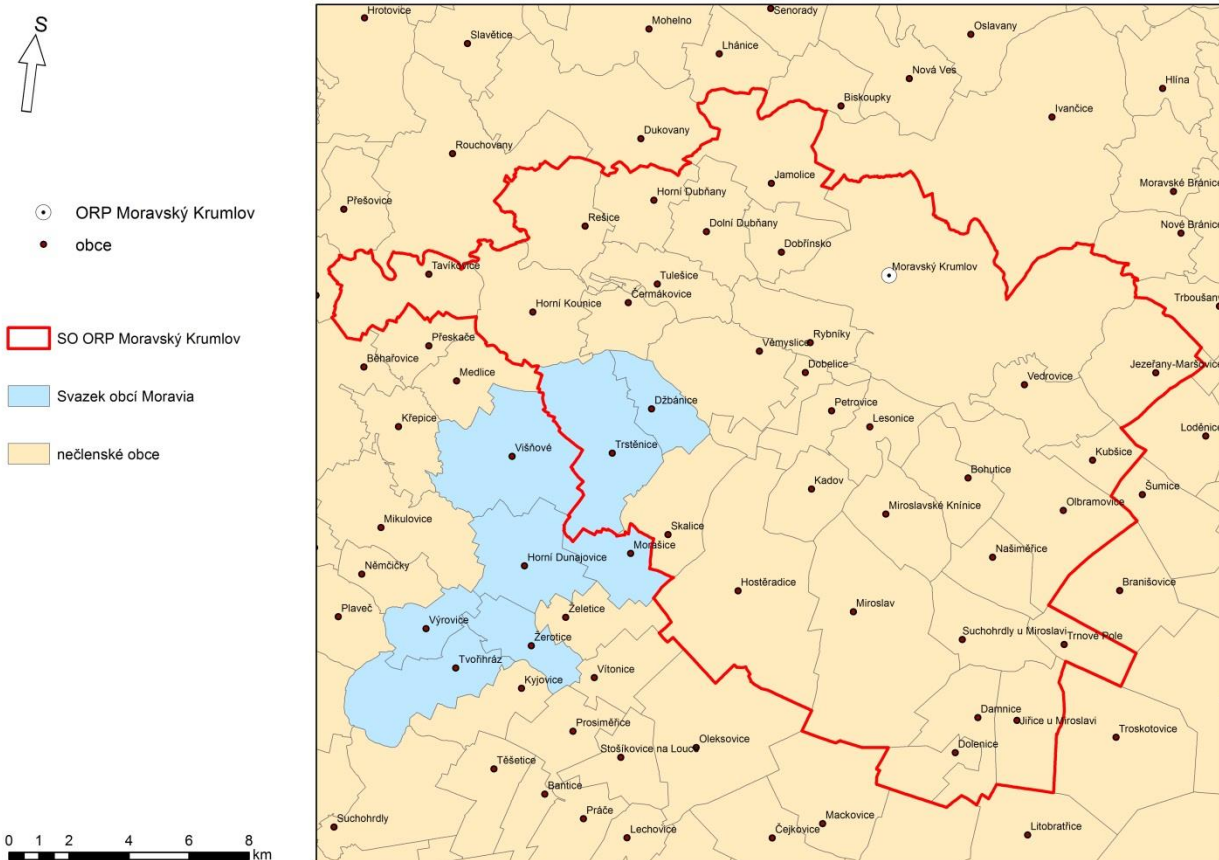 S
ORP Moravský Krumlov
obce
SO ORP Moravský Krumlov
Svazek obcí Moravia
nečlenské obce
0 1 2 4 6 8
km
Hrotovice
Slavětice
Mohelno
Senorady
Lhánice
Oslavany
Nová Ves
Hlína
Biskoupky
Ivančice
Dukovany
Rouchovany
Jamolice
Moravské Bránice
Přešovice
Horní Dubňany
Rešice
Dolní Dubňany
Nové Bránice
Dobřínsko
Tavíkovice
Moravský Krumlov
Tulešice
Čermákovice
Horní Kounice
Trboušany
Přeskače
Rybníky
Běhařovice
Vémyslice
Medlice
Dobelice
Jezeřany-Maršovice
Vedrovice
Džbánice
Petrovice
Křepice
Lesonice
Loděnice
Višňové
Trstěnice
Kubšice
Bohutice
Kadov
Šumice
Olbramovice
Miroslavské Knínice
Mikulovice
Skalice
Morašice
Našiměřice
Horní Dunajovice
Němčičky
Hostěradice
Branišovice
Plaveč
Želetice
Miroslav
Výrovice
Žerotice
Suchohrdly u Miroslavi
Trnové Pole
Tvořihráz
Vítonice
Kyjovice
Damnice
Jiřice u Miroslavi
Prosiměřice
Troskotovice
Oleksovice
Stošíkovice na Louce
Dolenice
Těšetice
Bantice
Práče
Mackovice
Suchohrdly
Lechovice
Čejkovice
Litobratřice